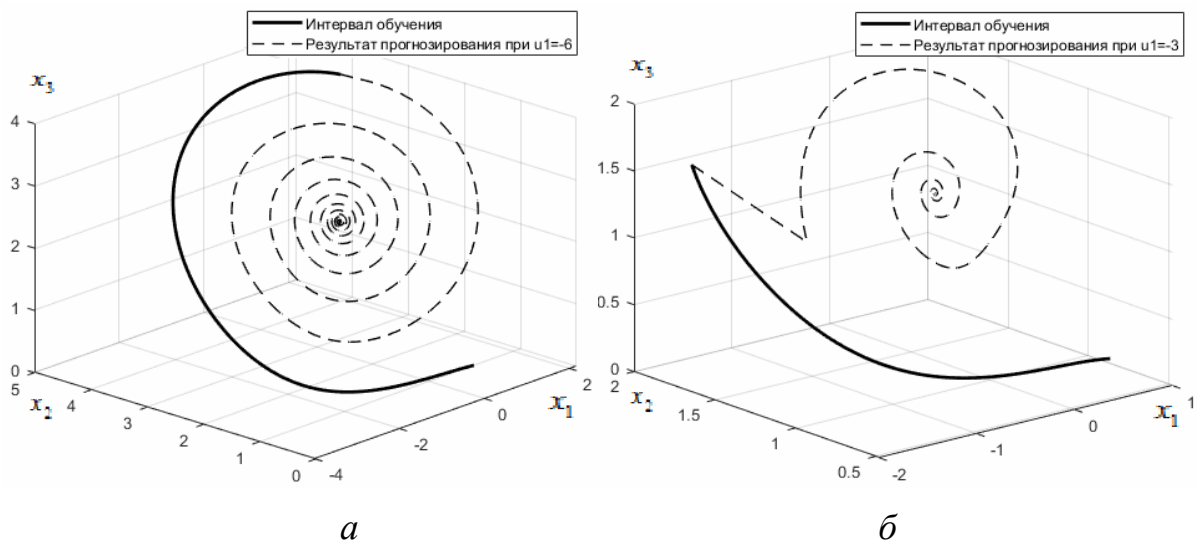 Интервал обучения
Результат прогнозирования при u1=-6
x3
4
3
2
1
0
5
4
3
2
1
0
x2
-4
-2
0
2
x1
а
Интервал обучения
Результат прогнозирования при u1=-3
x3
2
1.5
1
0.5
0
2
1.5
1
0.5
x2
-2
-1
0
1
x1
б